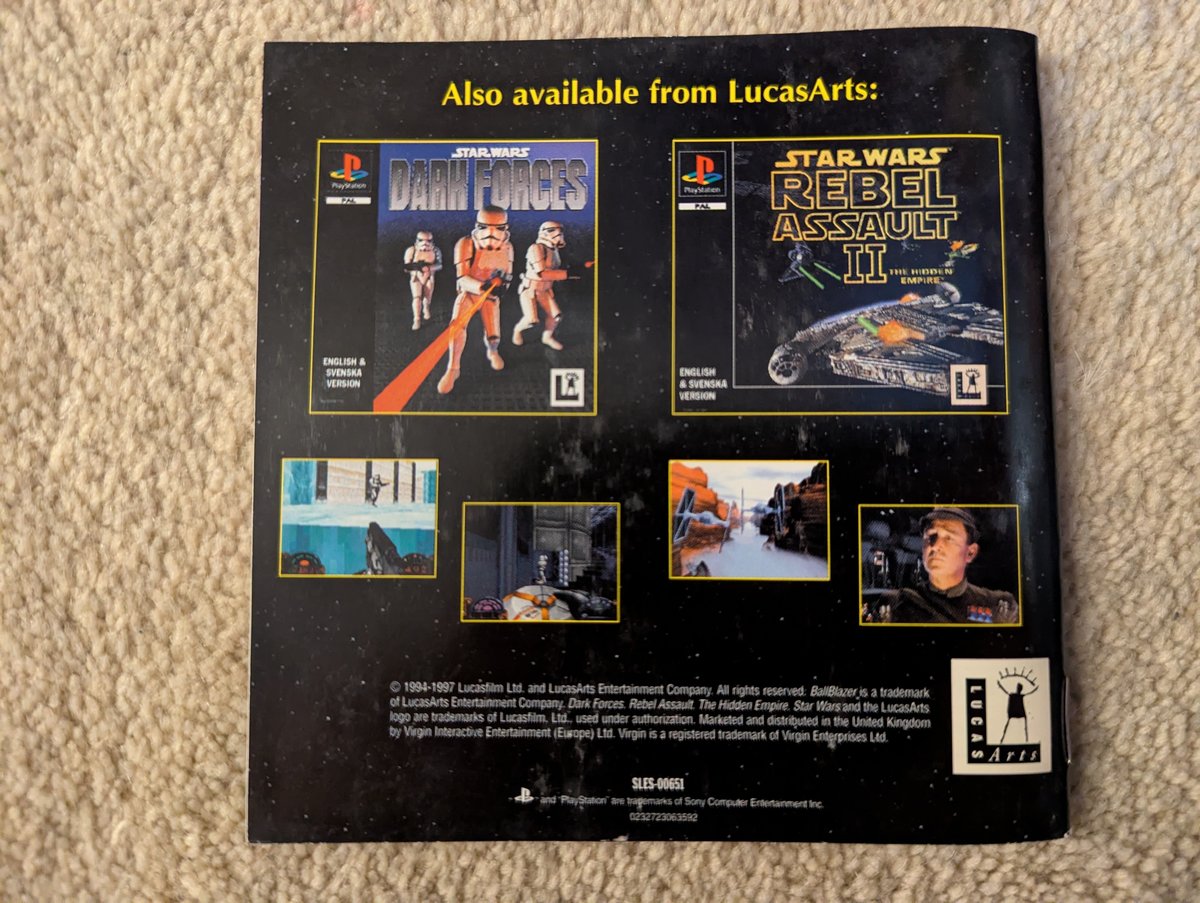 Also available from LucasArts:
PlayStation
PAL
STAR WARS
DARK FORCES
ENGLISH &
SVENSKA
VERSION
PlayStation
PAL
STAR WARS
REBEL
ASSAULT
II
THE HIDDEN
EMPIRE
ENGLISH
& SVENSKA
VERSION
© 1994-1997 Lucasfilm Ltd. and LucasArts Entertainment Company. All rights reserved. BallBlazer is a trademark
of LucasArts Entertainment Company. Dark Forces. Rebel Assault. The Hidden Empire. Star Wars and the LucasArts
logo are trademarks of Lucasfilm. Ltd., used under authorization. Marketed and distributed in the United Kingdom
by Virgin Interactive Entertainment (Europe) Ltd. Virgin is a registered trademark of Virgin Enterprises Ltd.
LUCAS
Arts
SLES-00651
and "PlayStation" are trademarks of Sony Computer Entertainment Inc.
0232723063592